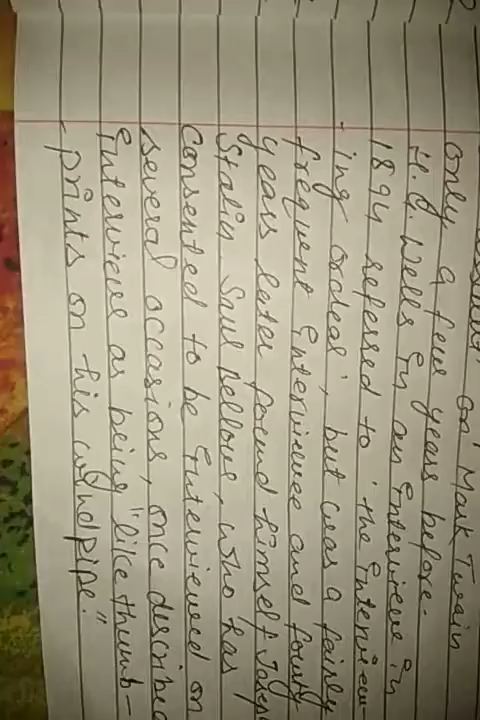 on Mark Twain
only a few years before.
H.G. Wells in an interview in
1894 referred to 'the interview-
ing ordeal', but was a fairly
frequent interviewee and fourty
years later found himself
Stalin. Saul Bellow, who has
consented to be interviewed on
several occasions, once described
interviews as being "like thumb-
-prints on his windpipe."